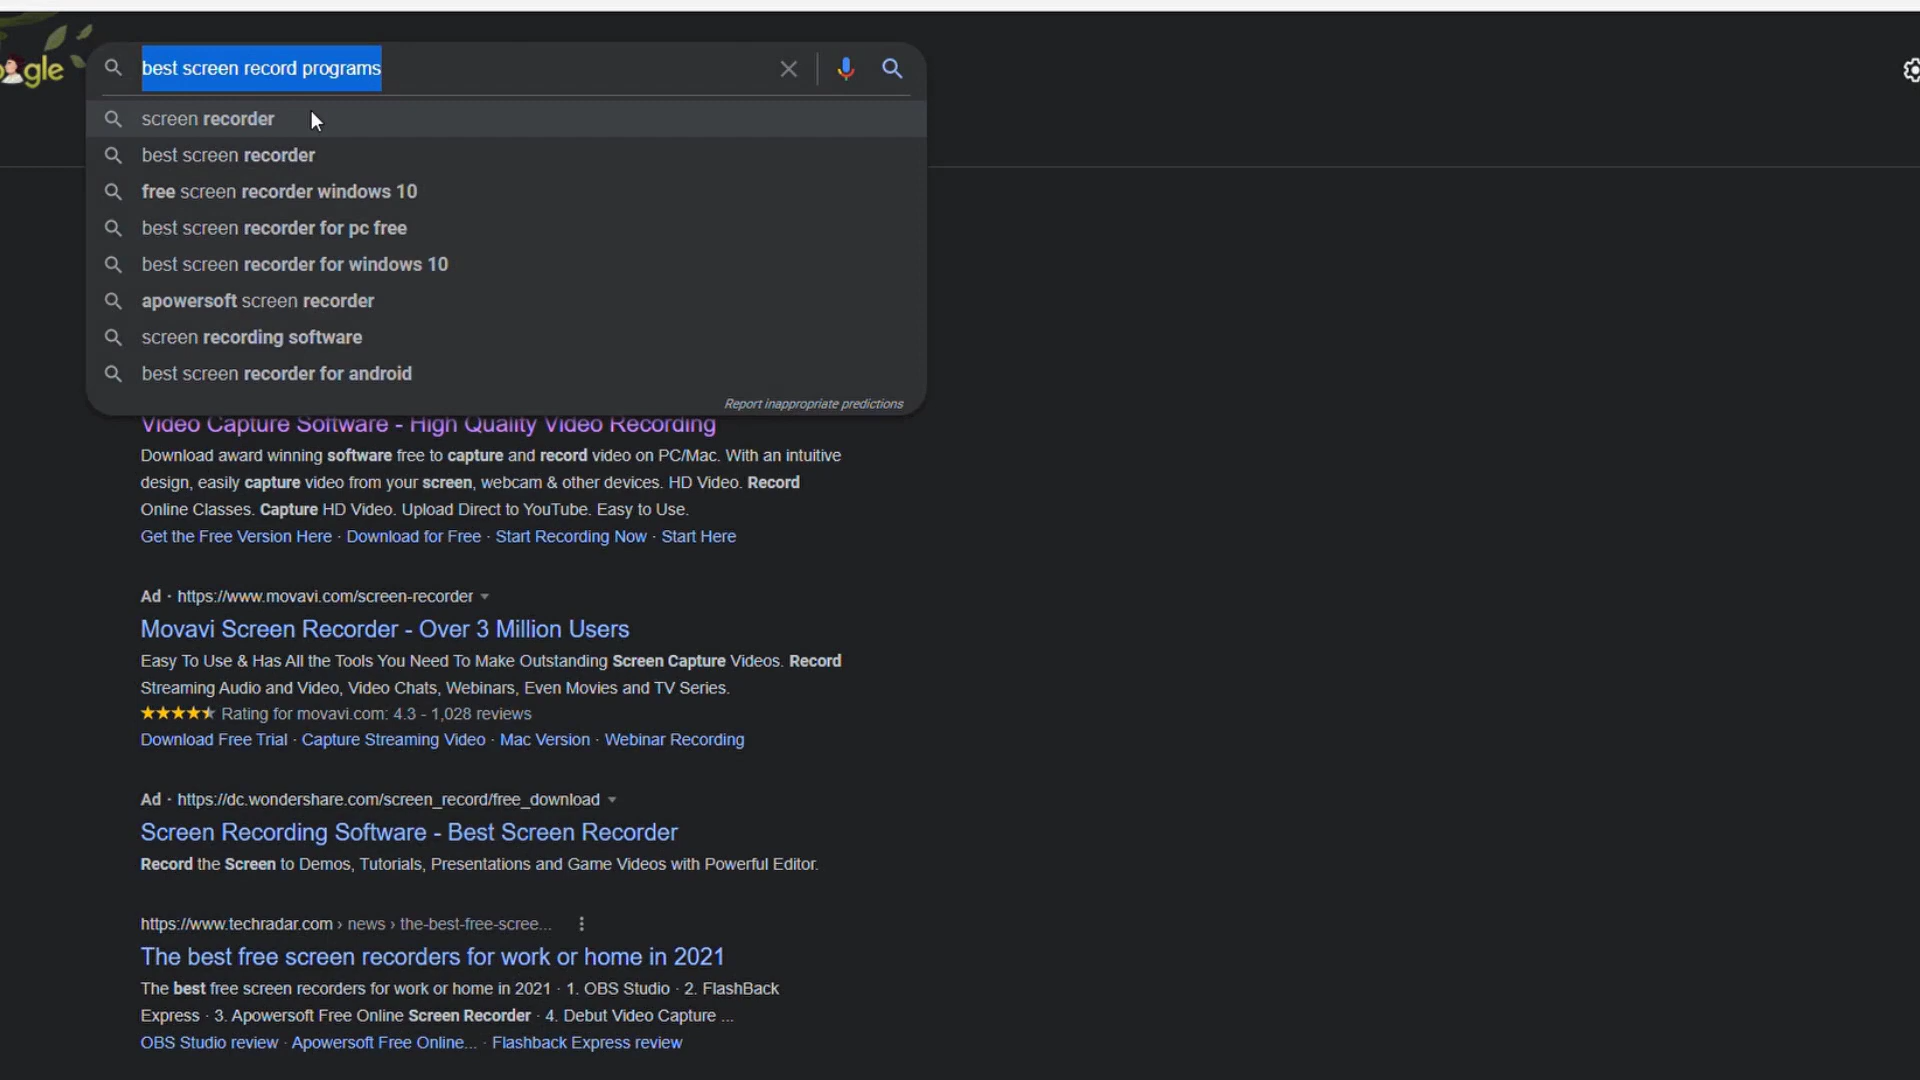 ogle
best screen record programs
screen recorder
best screen recorder
free screen recorder windows 10
best screen recorder for pc free
best screen recorder for windows 10
apowersoft screen recorder
screen recording software
best screen recorder for android
Report inappropriate predictions
Video Capture Software - High Quality Video Recording
Download award winning software free to capture and record video on PC/Mac. With an intuitive
design, easily capture video from your screen, webcam & other devices. HD Video. Record
Online Classes. Capture HD Video. Upload Direct to YouTube. Easy to Use.
Get the Free Version Here · Download for Free · Start Recording Now · Start Here
Ad · https://www.movavi.com/screen-recorder
Movavi Screen Recorder - Over 3 Million Users
Easy To Use & Has All the Tools You Need To Make Outstanding Screen Capture Videos. Record
Streaming Audio and Video, Video Chats, Webinars, Even Movies and TV Series.
Rating for movavi.com: 4.3 - 1,028 reviews
Download Free Trial · Capture Streaming Video · Mac Version · Webinar Recording
Ad · https://dc.wondershare.com/screen_record/free_download
Screen Recording Software - Best Screen Recorder
Record the Screen to Demos, Tutorials, Presentations and Game Videos with Powerful Editor.
https://www.techradar.com › news › the-best-free-scree...
The best free screen recorders for work or home in 2021
The best free screen recorders for work or home in 2021 · 1. OBS Studio · 2. FlashBack
Express · 3. Apowersoft Free Online Screen Recorder · 4. Debut Video Capture ...
OBS Studio review · Apowersoft Free Online... · Flashback Express review